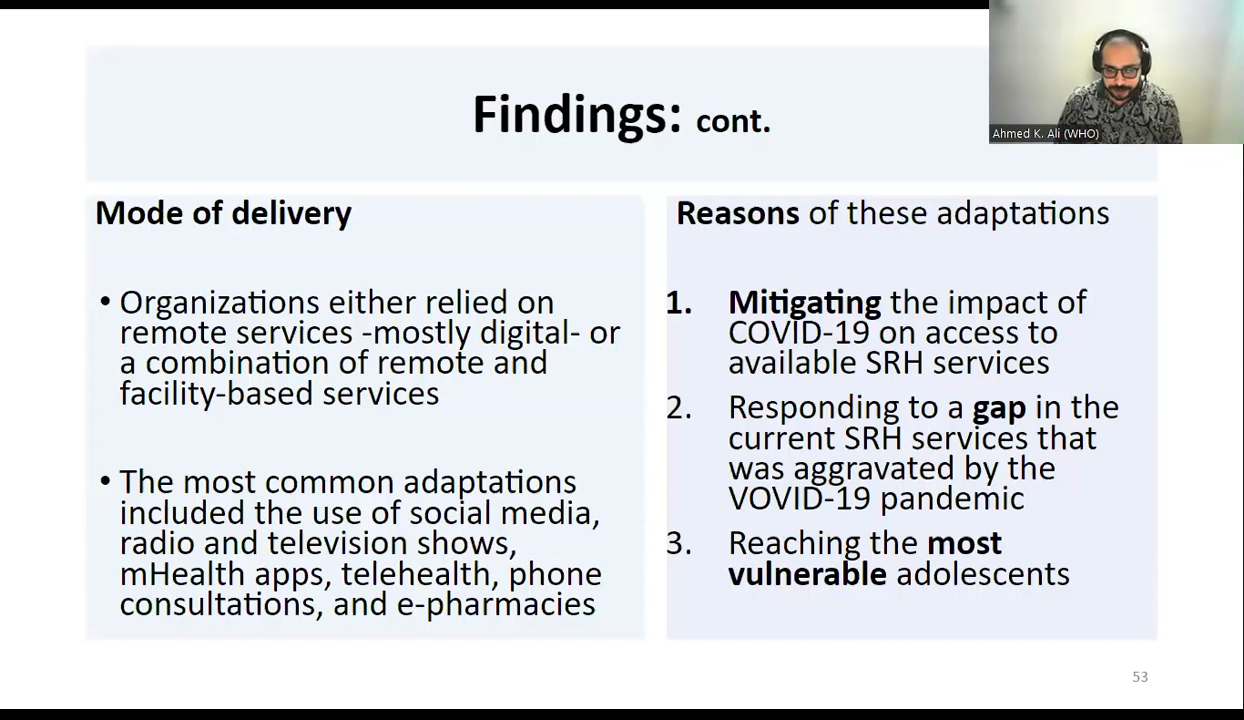 Findings: cont.
Ahmed K. Ali (WHO)
Mode of delivery
• Organizations either relied on
remote services -mostly digital- or
a combination of remote and
facility-based services
• The most common adaptations
included the use of social media,
radio and television shows,
mHealth apps, telehealth, phone
consultations, and e-pharmacies
Reasons of these adaptations
1. Mitigating the impact of
COVID-19 on access to
available SRH services
2. Responding to a gap in the
current SRH services that
was aggravated by the
VOVID-19 pandemic
3. Reaching the most
vulnerable adolescents
53